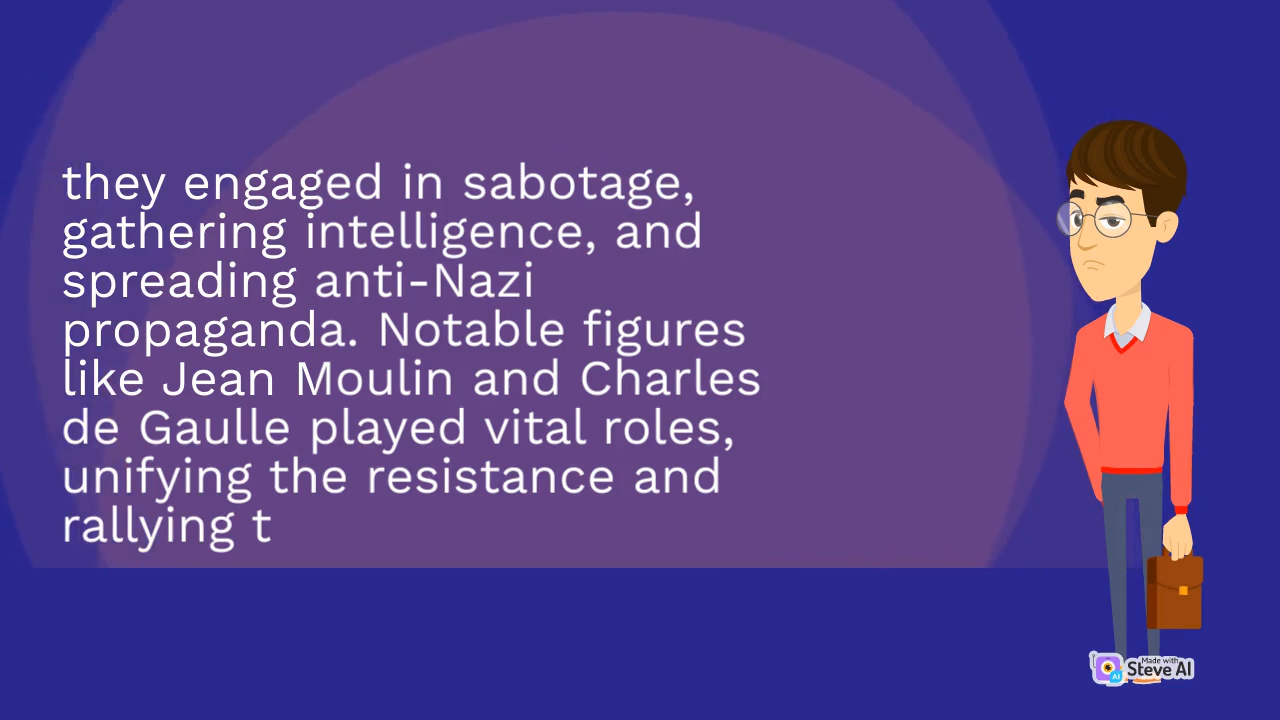 they engaged in sabotage,
gathering intelligence, and
spreading anti-Nazi
propaganda. Notable figures
like Jean Moulin and Charles
de Gaulle played vital roles,
unifying the resistance and
rallying t
Made with
Steve AI
AI